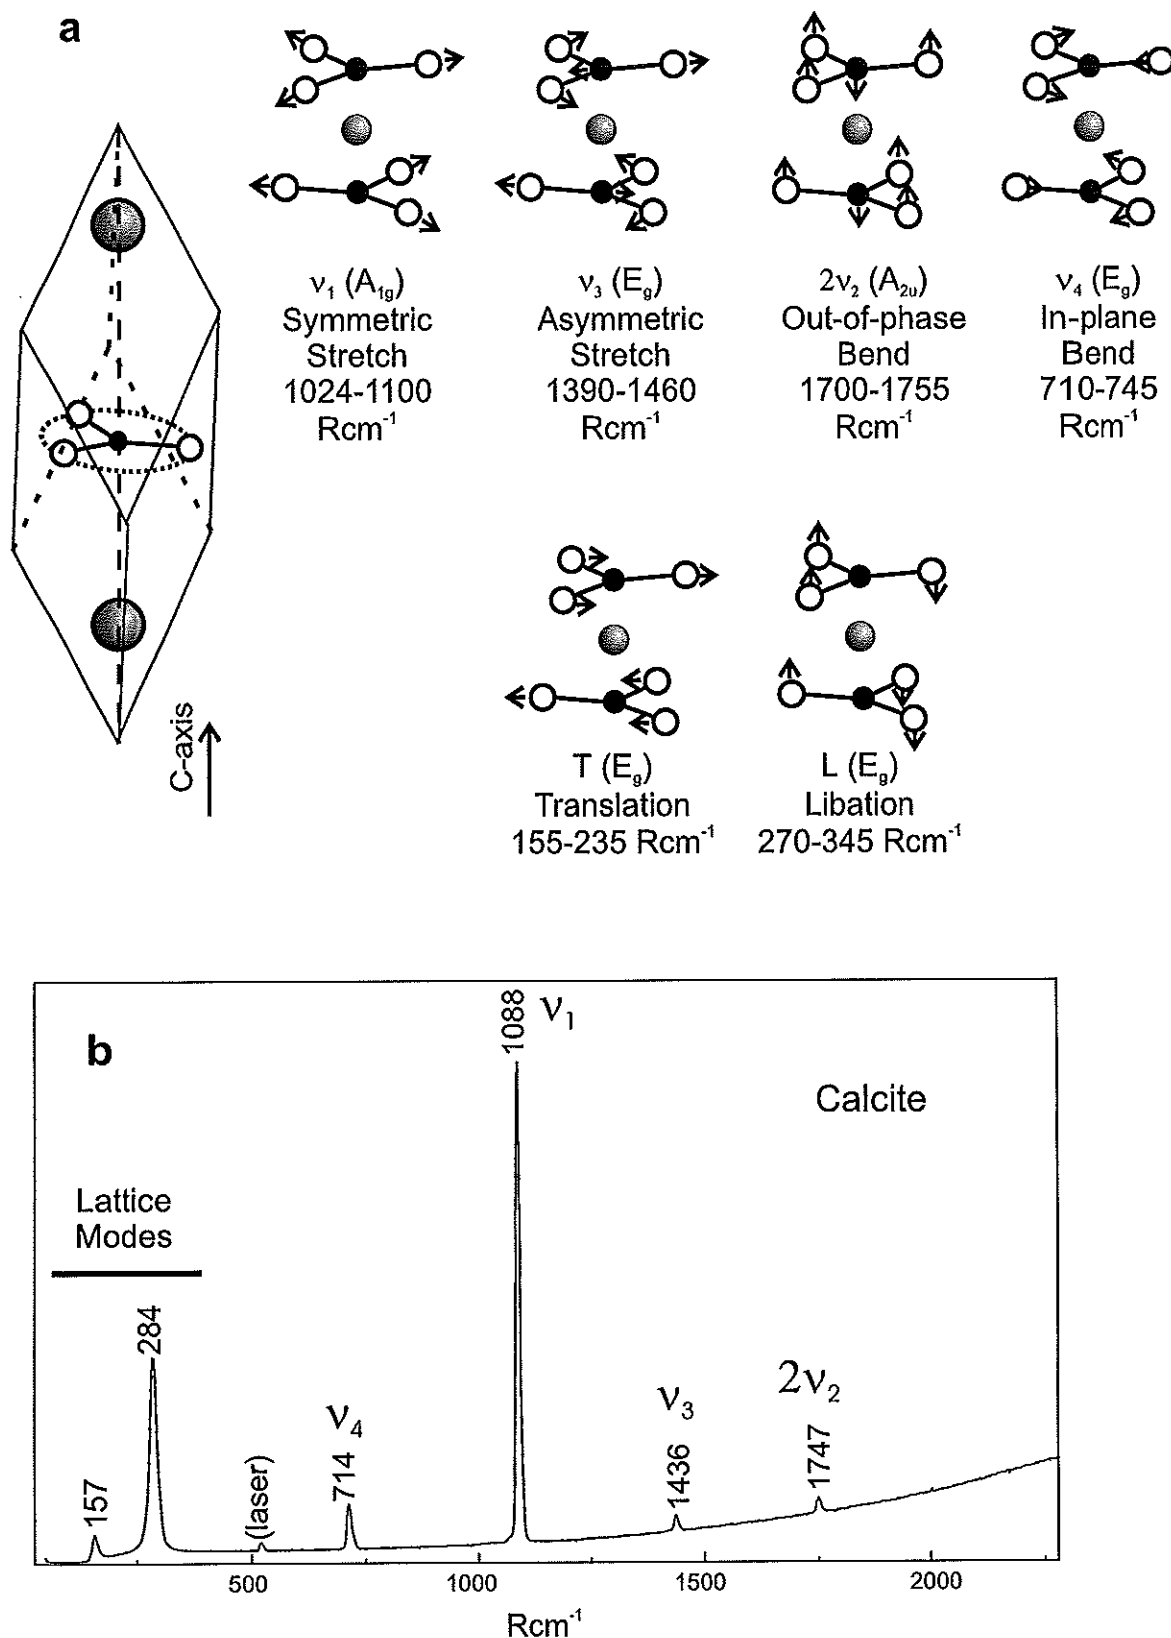 a
ν₁ (A₁g)
Symmetric
Stretch
1024-1100
Rcm⁻¹
ν₃ (Eg)
Asymmetric
Stretch
1390-1460
Rcm⁻¹
2ν₂ (A₂u)
Out-of-phase
Bend
1700-1755
Rcm⁻¹
ν₄ (Eg)
In-plane
Bend
710-745
Rcm⁻¹
C-axis
T (Eg)
Translation
155-235 Rcm⁻¹
L (Eg)
Libation
270-345 Rcm⁻¹
b
1088
ν₁
Calcite
Lattice
Modes
157
284
(laser)
ν₄
714
ν₃
1436
2ν₂
1747
500
1000
1500
2000
Rcm⁻¹